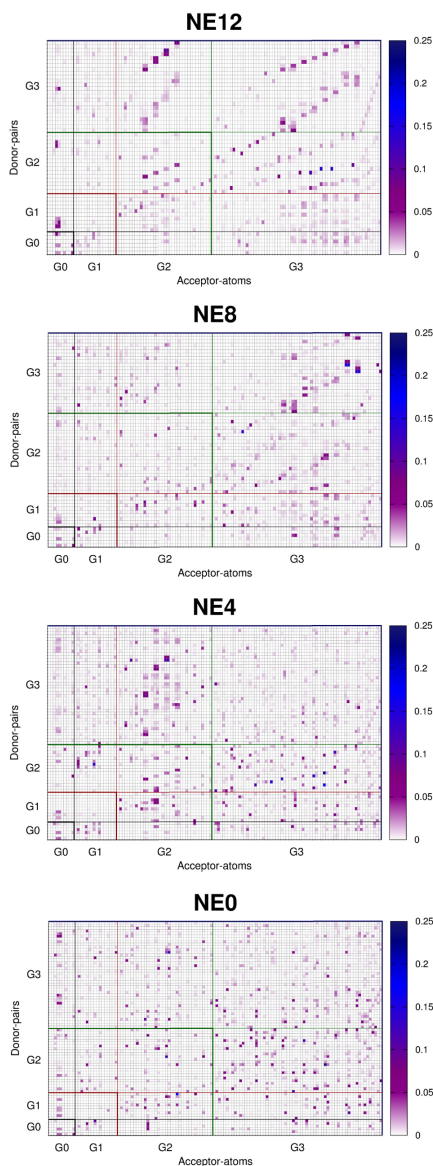 NE12
Donor-pairs
G3
G2
G1
G0
G0 G1 G2 G3
Acceptor-atoms
0.25
0.2
0.15
0.1
0.05
0
NE8
Donor-pairs
G3
G2
G1
G0
G0 G1 G2 G3
Acceptor-atoms
0.25
0.2
0.15
0.1
0.05
0
NE4
Donor-pairs
G3
G2
G1
G0
G0 G1 G2 G3
Acceptor-atoms
0.25
0.2
0.15
0.1
0.05
0
NE0
Donor-pairs
G3
G2
G1
G0
G0 G1 G2 G3
Acceptor-atoms
0.25
0.2
0.15
0.1
0.05
0